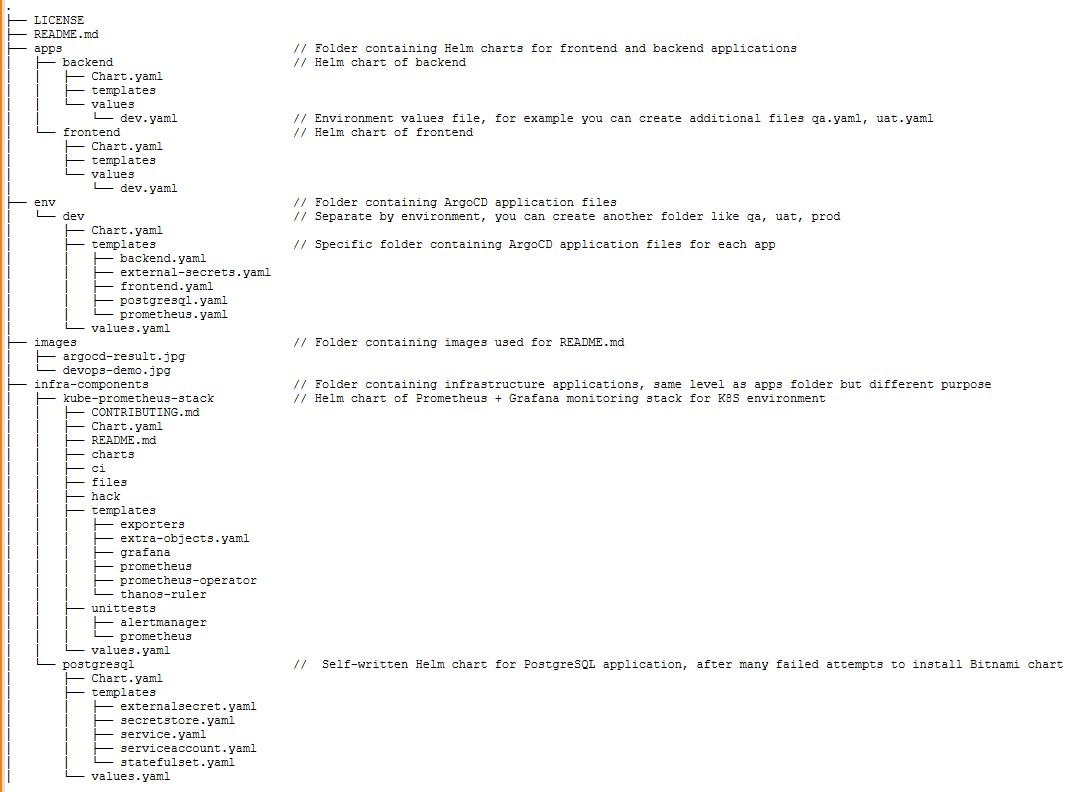 .
├── LICENSE
├── README.md
├── apps                              // Folder containing Helm charts for frontend and backend applications
│   ├── backend                       // Helm chart of backend
│   │   ├── Chart.yaml
│   │   ├── templates
│   │   └── values
│   │       └── dev.yaml              // Environment values file, for example you can create additional files qa.yaml, uat.yaml
│   └── frontend                      // Helm chart of frontend
│       ├── Chart.yaml
│       ├── templates
│       └── values
│           └── dev.yaml
├── env                               // Folder containing ArgoCD application files
│   └── dev                           // Separate by environment, you can create another folder like qa, uat, prod
│       ├── Chart.yaml
│       ├── templates                 // Specific folder containing ArgoCD application files for each app
│       │   ├── backend.yaml
│       │   ├── external-secrets.yaml
│       │   ├── frontend.yaml
│       │   ├── postgresql.yaml
│       │   └── prometheus.yaml
│       └── values.yaml
├── images                            // Folder containing images used for README.md
│   ├── argocd-result.jpg
│   └── devops-demo.jpg
├── infra-components                  // Folder containing infrastructure applications, same level as apps folder but different purpose
│   ├── kube-prometheus-stack         // Helm chart of Prometheus + Grafana monitoring stack for K8S environment
│   │   ├── CONTRIBUTING.md
│   │   ├── Chart.yaml
│   │   ├── README.md
│   │   ├── charts
│   │   ├── ci
│   │   ├── files
│   │   ├── hack
│   │   ├── templates
│   │   │   ├── exporters
│   │   │   ├── extra-objects.yaml
│   │   │   ├── grafana
│   │   │   ├── prometheus
│   │   │   ├── prometheus-operator
│   │   │   └── thanos-ruler
│   │   ├── unittests
│   │   │   ├── alertmanager
│   │   │   └── prometheus
│   │   └── values.yaml
│   └── postgresql                    //  Self-written Helm chart for PostgreSQL application, after many failed attempts to install Bitnami chart
│       ├── Chart.yaml
│       ├── templates
│       │   ├── externalsecret.yaml
│       │   ├── secretstore.yaml
│       │   ├── service.yaml
│       │   ├── serviceaccount.yaml
│       │   └── statefulset.yaml
│       └── values.yaml